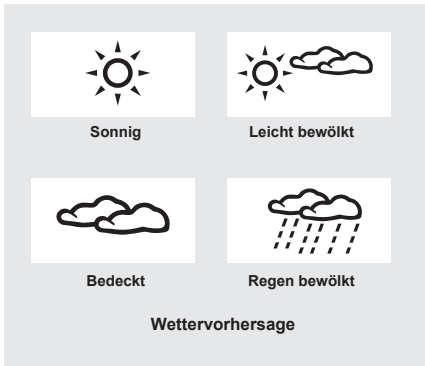 Sonnig
Leicht bewölkt
Bedeckt
Regen bewölkt
Wettervorhersage